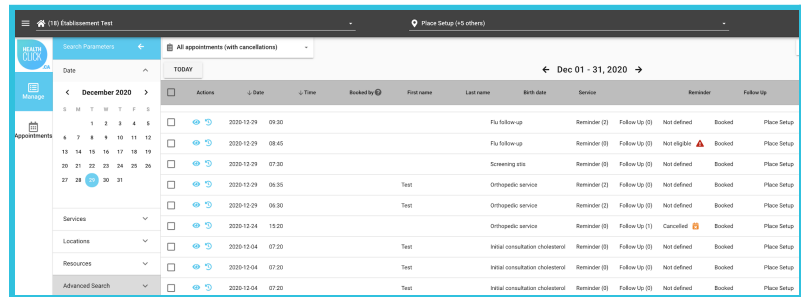 (18) Établissement Test
Place Setup (+5 others)
HEALTH
CLICK
.CA
Manage
Appointments
Search Parameters
Date
December 2020
S M T W T F S
1 2 3 4 5
6 7 8 9 10 11 12
13 14 15 16 17 18 19
20 21 22 23 24 25 26
27 28 29 30 31
Services
Locations
Resources
Advanced Search
All appointments (with cancellations)
TODAY
Dec 01 - 31, 2020
Actions Date Time Booked by First name Last name Birth date Service Reminder Follow Up
2020-12-29 09:30 Flu follow-up Reminder (2) Follow Up (0) Not defined Booked Place Setup
2020-12-29 08:45 Flu follow-up Reminder (0) Follow Up (0) Not eligible Booked Place Setup
2020-12-29 07:30 Screening stis Reminder (0) Follow Up (0) Not defined Booked Place Setup
2020-12-29 06:35 Test Orthopedic service Reminder (2) Follow Up (0) Not defined Booked Place Setup
2020-12-29 06:30 Test Orthopedic service Reminder (2) Follow Up (0) Not defined Booked Place Setup
2020-12-24 15:20 Orthopedic service Reminder (0) Follow Up (1) Cancelled Booked Place Setup
2020-12-04 07:20 Test Initial consultation cholesterol Reminder (0) Follow Up (0) Not defined Booked Place Setup
2020-12-04 07:20 Test Initial consultation cholesterol Reminder (0) Follow Up (0) Not defined Booked Place Setup
2020-12-04 07:20 Test Initial consultation cholesterol Reminder (0) Follow Up (0) Not defined Booked Place Setup